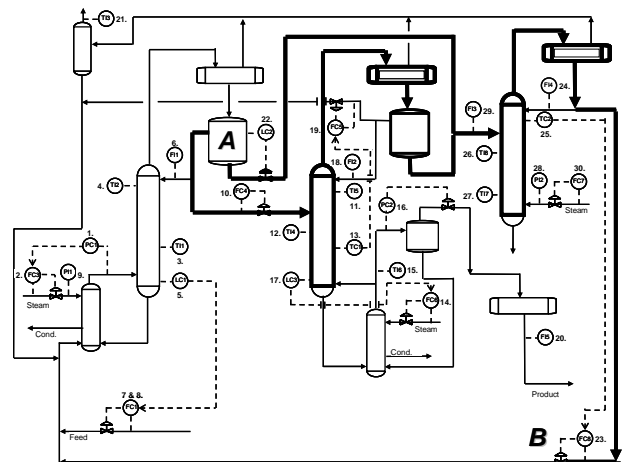 TI3 21.
FI4 24.
22.
A
LC2
6.
FI1
19.
FC5
18.
FI2
FI3 29.
TC2
25.
26. TI6
4. TI2
10. FC4
TI5
11.
28. 30.
PI2 FC7
Steam
27. TI7
PC2 16.
1.
PC1
12. TI4
13.
TC1
TI1
3.
2. FC3 PI1 9.
LC1
5.
17. LC3
TI6 15.
FC6 14.
Steam
Steam
Cond.
Cond.
FI5 20.
Product
7 & 8.
FC1
Feed
B
FC8 23.